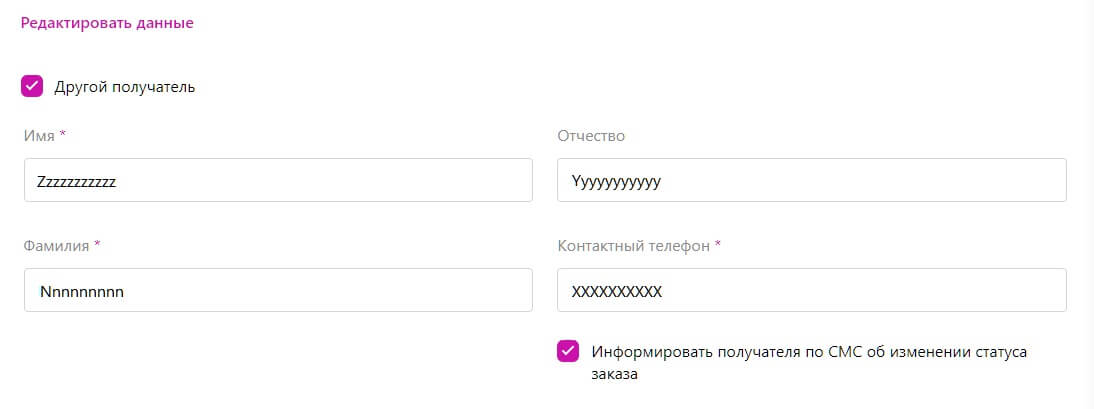 Редактировать данные
Другой получатель
Имя *
Отчество
Zzzzzzzzzzz
Yyyyyyyyyyy
Фамилия *
Контактный телефон *
Nnnnnnnnn
XXXXXXXXXX
Информировать получателя по СМС об изменении статуса
заказа